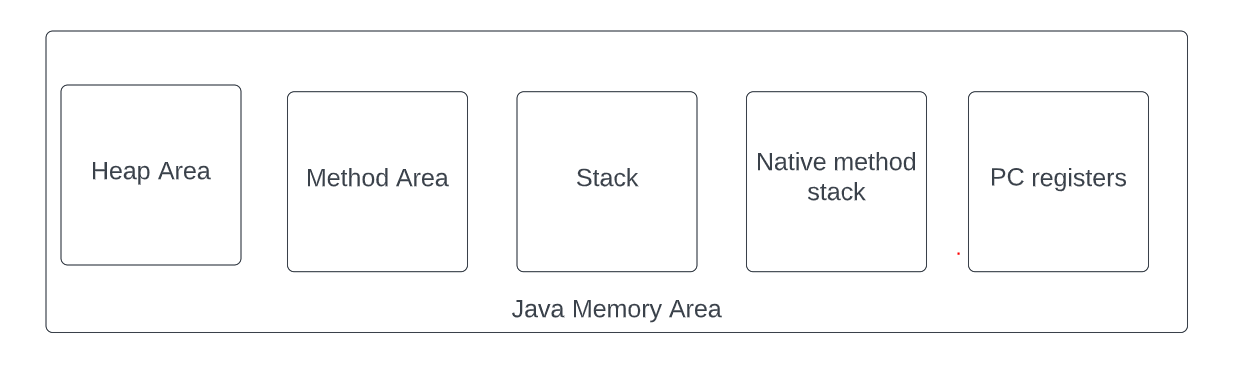 Heap Area
Method Area
Stack
Native method
stack
PC registers
Java Memory Area